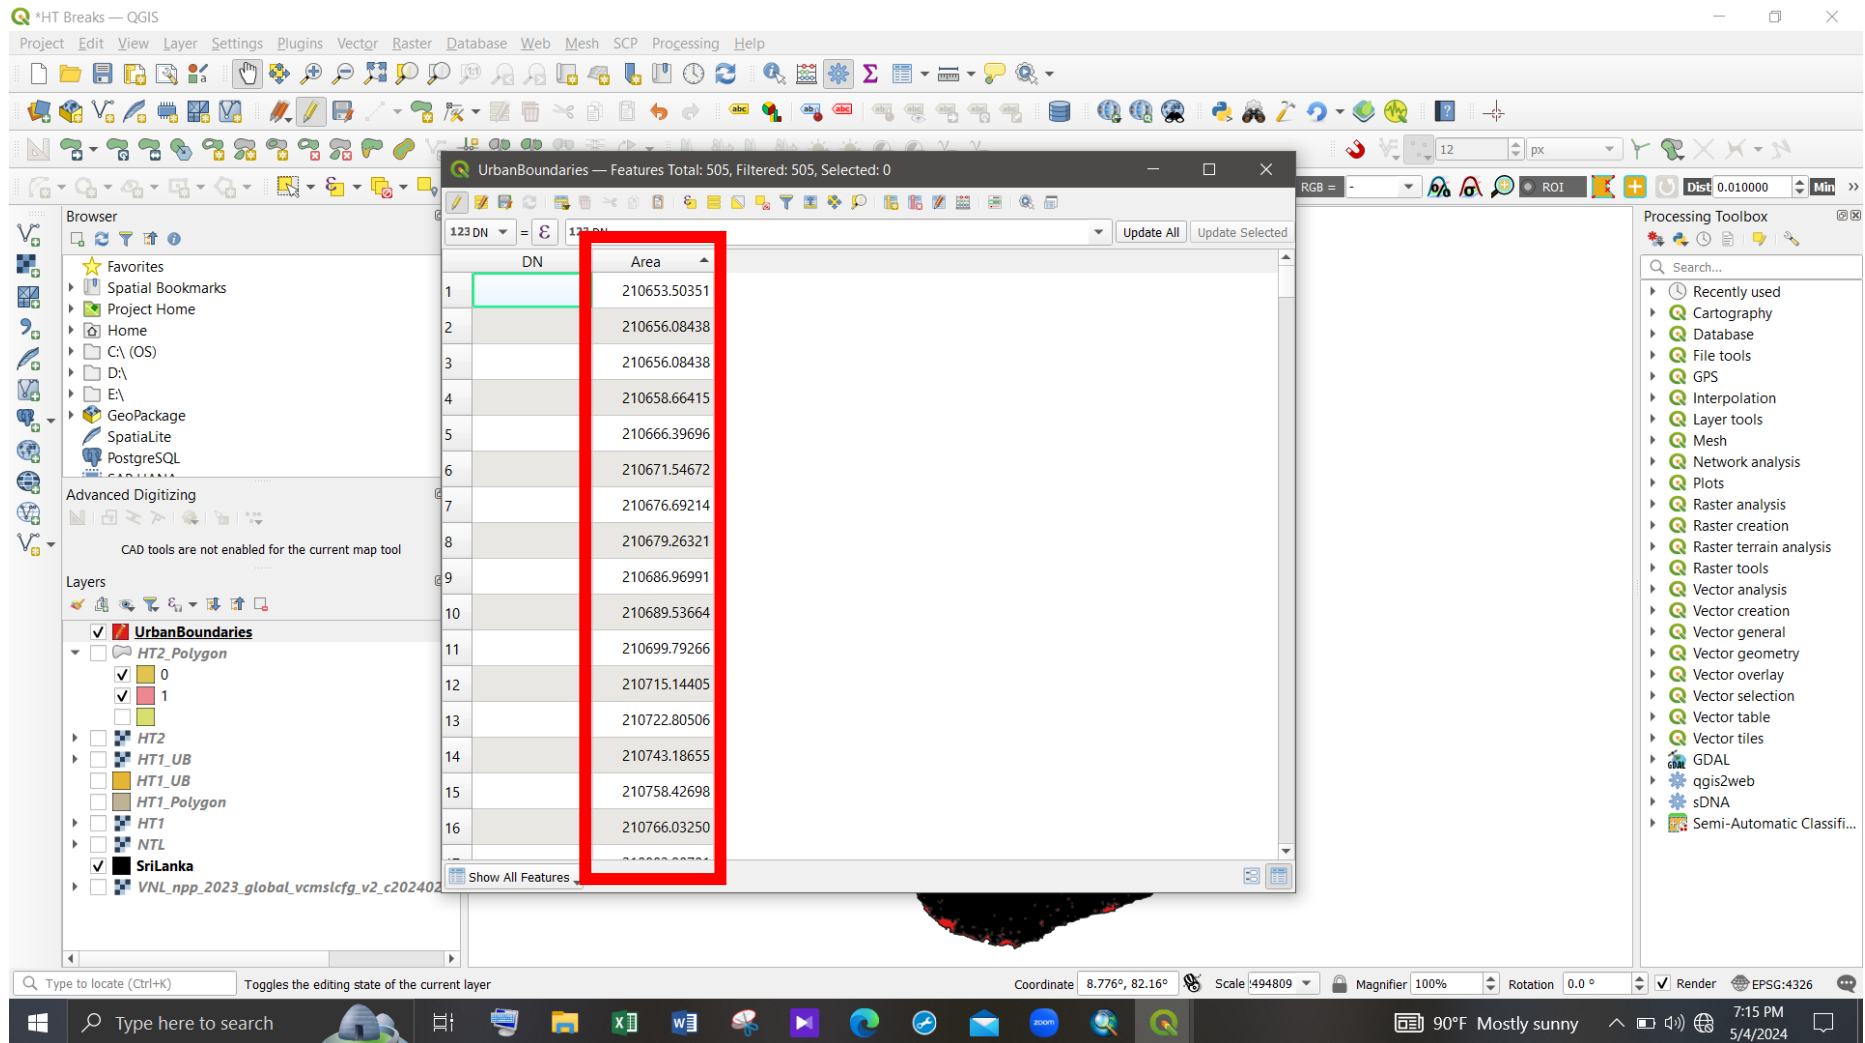 *HT Breaks — QGIS
Project Edit View Layer Settings Plugins Vector Raster Database Web Mesh SCP Processing Help
12 px
RGB = - ROI Dist 0.010000 Min »
UrbanBoundaries — Features Total: 505, Filtered: 505, Selected: 0
123 DN = ε Update All Update Selected
DN Area
1 210653.50351
2 210656.08438
3 210656.08438
4 210658.66415
5 210666.39696
6 210671.54672
7 210676.69214
8 210679.26321
9 210686.96991
10 210689.53664
11 210699.79266
12 210715.14405
13 210722.80506
14 210743.18655
15 210758.42698
16 210766.03250
Show All Features
Browser
Favorites
Spatial Bookmarks
Project Home
Home
C:\ (OS)
D:\
E:\
GeoPackage
SpatiaLite
PostgreSQL
Advanced Digitizing
CAD tools are not enabled for the current map tool
Layers
UrbanBoundaries
HT2_Polygon
0
1
HT2
HT1_UB
HT1_UB
HT1_Polygon
HT1
NTL
SriLanka
VNL_npp_2023_global_vcmslcfg_v2_c202402
Processing Toolbox
Search...
Recently used
Cartography
Database
File tools
GPS
Interpolation
Layer tools
Mesh
Network analysis
Plots
Raster analysis
Raster creation
Raster terrain analysis
Raster tools
Vector analysis
Vector creation
Vector general
Vector geometry
Vector overlay
Vector selection
Vector table
Vector tiles
GDAL
qgis2web
sDNA
Semi-Automatic Classifi...
Type to locate (Ctrl+K) Toggles the editing state of the current layer Coordinate 8.776°, 82.16° Scale 494809 Magnifier 100% Rotation 0.0 ° Render EPSG:4326
Type here to search zoom 90°F Mostly sunny 7:15 PM
5/4/2024